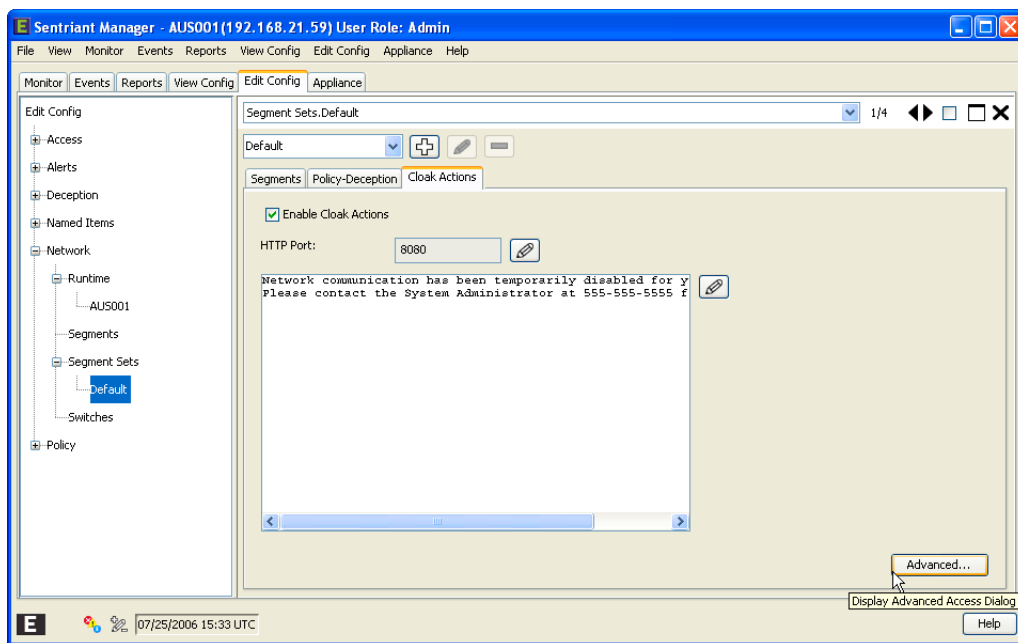 E Sentriant Manager - AUS001(192.168.21.59) User Role: Admin
File View Monitor Events Reports View Config Edit Config Appliance Help
Monitor Events Reports View Config Edit Config Appliance
Edit Config
Access
Alerts
Deception
Named Items
Network
Runtime
AUS001
Segments
Segment Sets
Default
Switches
Policy
Segment Sets.Default 1/4
Default
Segments Policy-Deception Cloak Actions
Enable Cloak Actions
HTTP Port: 8080
Network communication has been temporarily disabled for y
Please contact the System Administrator at 555-555-5555 f
Advanced...
Display Advanced Access Dialog
E 07/25/2006 15:33 UTC Help